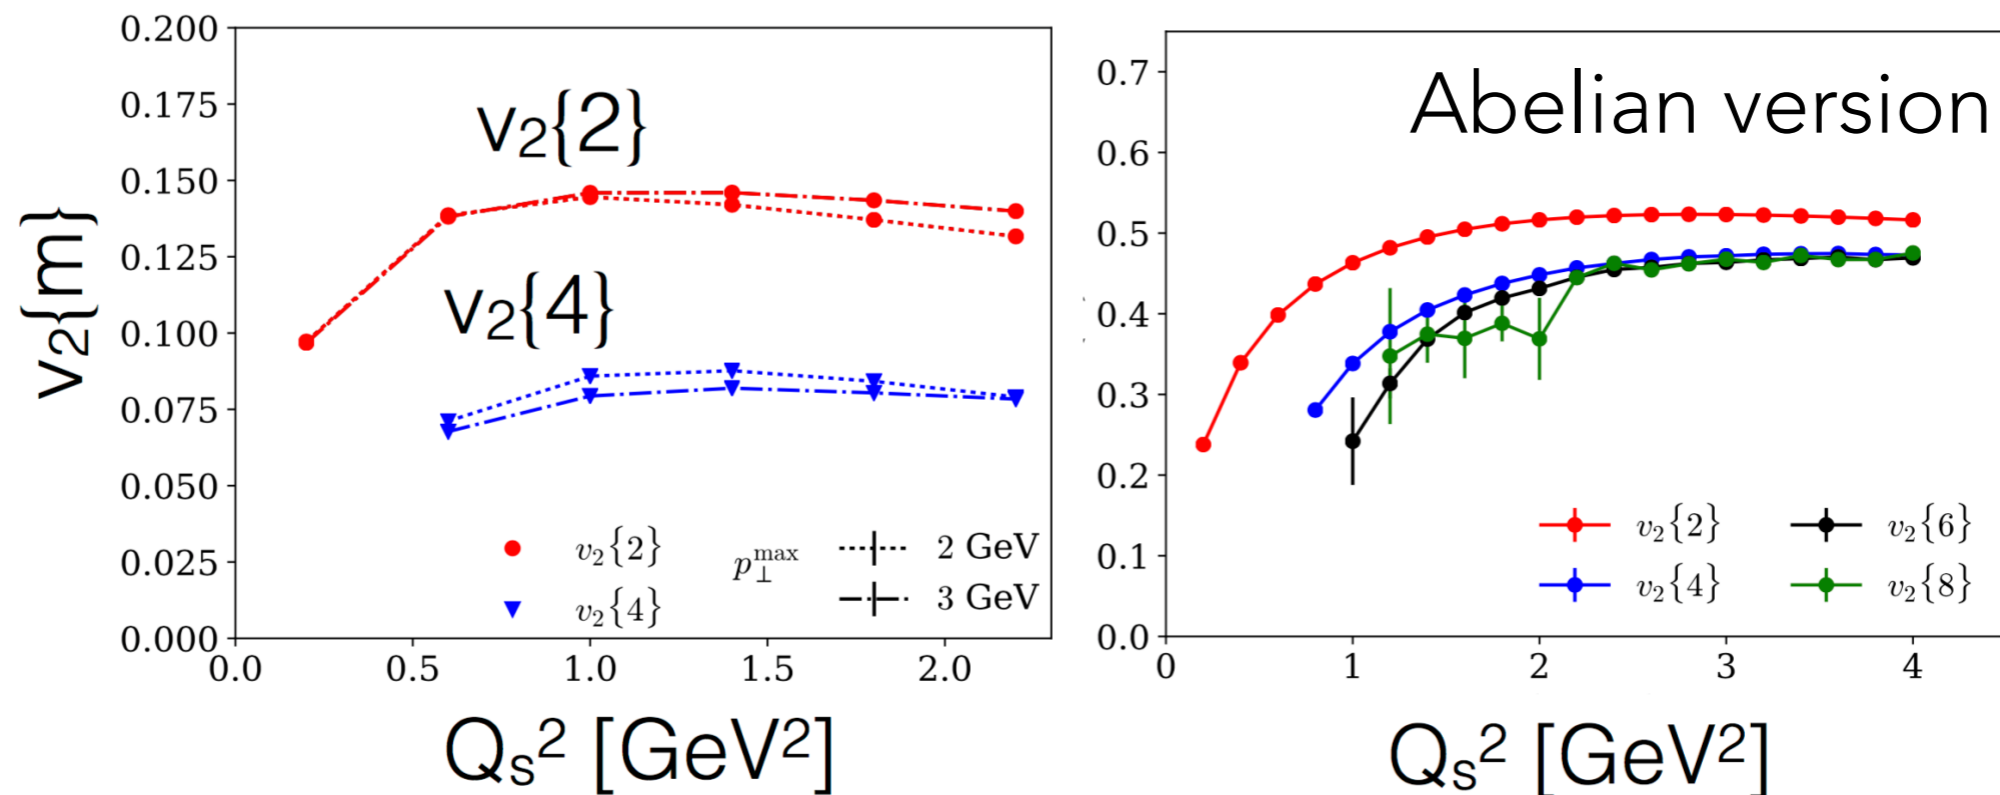 0.200
0.175
0.150
0.125
0.100
0.075
0.050
0.025
0.000
0.0 0.5 1.0 1.5 2.0
v₂{m}
Qₛ² [GeV²]
v₂{2}
v₂{4}
v₂{2}
v₂{4}
p⊥^max
2 GeV
3 GeV
Abelian version
0.7
0.6
0.5
0.4
0.3
0.2
0.1
0.0
0 1 2 3 4
Qₛ² [GeV²]
v₂{2} v₂{6}
v₂{4} v₂{8}